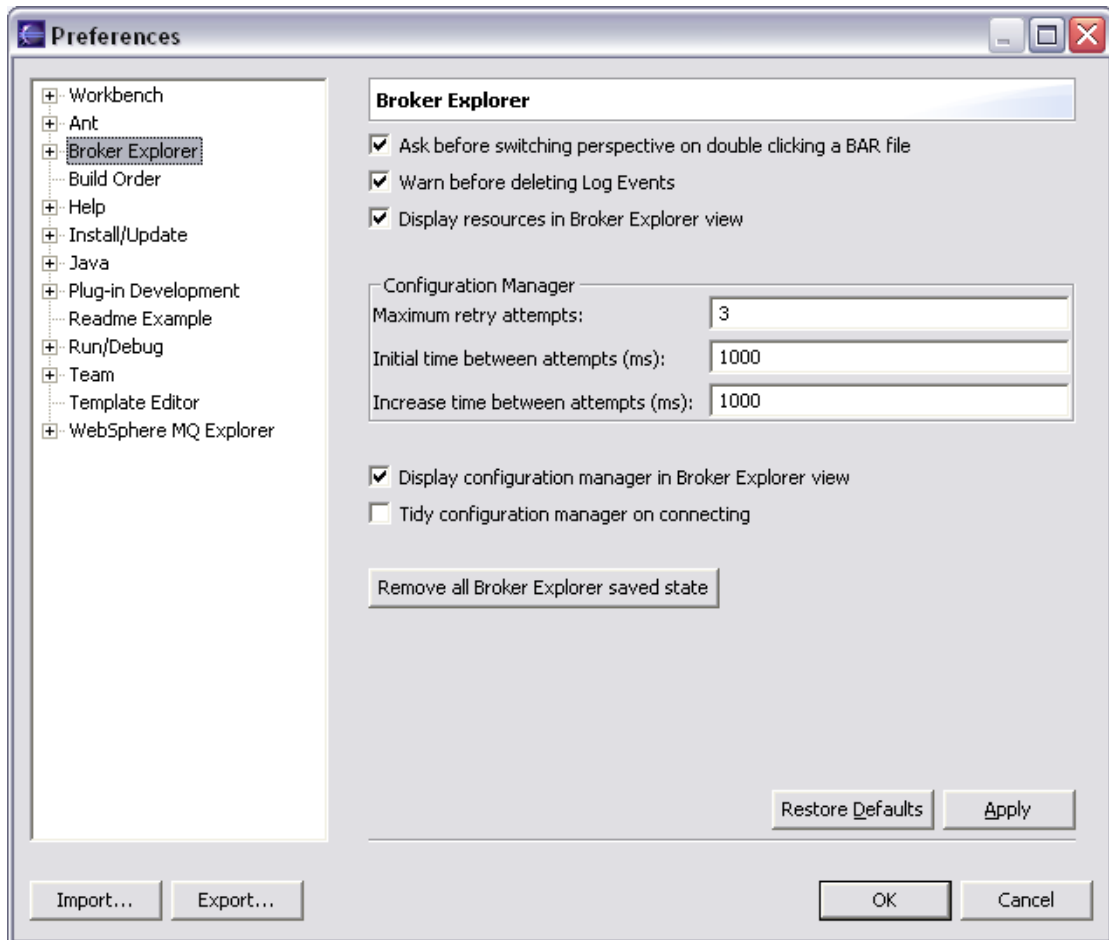 Preferences
Workbench
Ant
Broker Explorer
Build Order
Help
Install/Update
Java
Plug-in Development
Readme Example
Run/Debug
Team
Template Editor
WebSphere MQ Explorer
Broker Explorer
Ask before switching perspective on double clicking a BAR file
Warn before deleting Log Events
Display resources in Broker Explorer view
Configuration Manager
Maximum retry attempts: 3
Initial time between attempts (ms): 1000
Increase time between attempts (ms): 1000
Display configuration manager in Broker Explorer view
Tidy configuration manager on connecting
Remove all Broker Explorer saved state
Restore Defaults Apply
Import... Export... OK Cancel